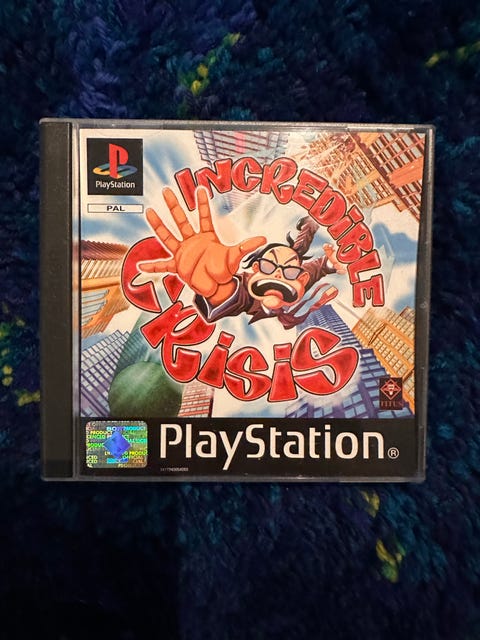 PlayStation
PAL
INCREDIBLE
CRISIS
TITUS
PlayStation®